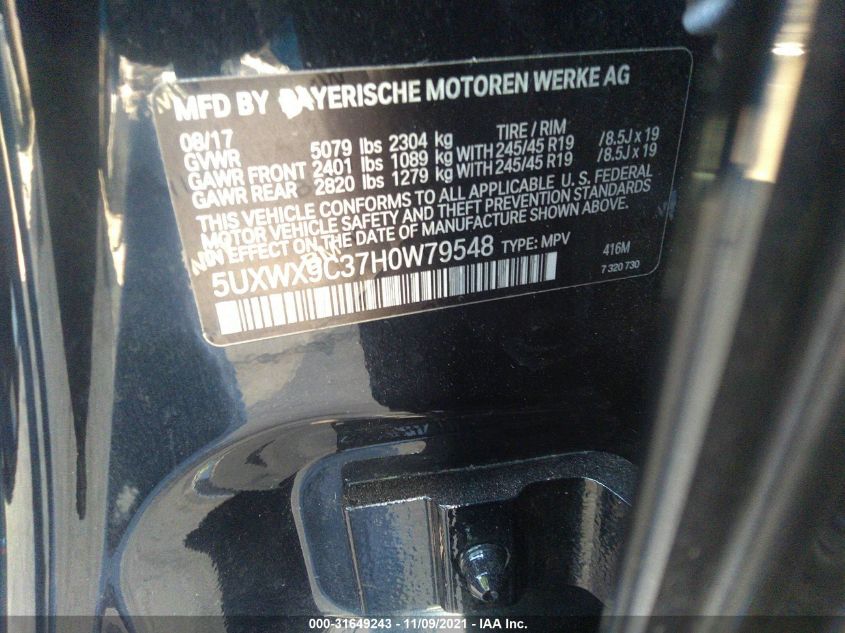 MFD BY BAYERISCHE MOTOREN WERKE AG
08/17 TIRE / RIM
GVWR 5079 lbs 2304 kg
GAWR FRONT 2401 lbs 1089 kg WITH 245/45 R19 /8.5J x 19
GAWR REAR 2820 lbs 1279 kg WITH 245/45 R19 /8.5J x 19
THIS VEHICLE CONFORMS TO ALL APPLICABLE U. S. FEDERAL
MOTOR VEHICLE SAFETY AND THEFT PREVENTION STANDARDS
EFFECTIVE ON THE DATE OF MANUFACTURE SHOWN ABOVE.
5UXWX9C37H0W79548 TYPE: MPV 416M
7 320 730
000-31649243 - 11/09/2021 - IAA Inc.